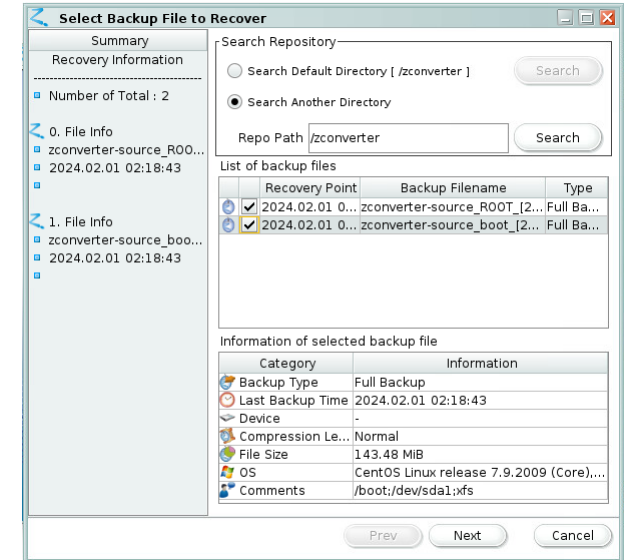 Select Backup File to Recover
Summary
Recovery Information
----------------------------------------
Number of Total : 2
0. File Info
zconverter-source_ROO...
2024.02.01 02:18:43
1. File Info
zconverter-source_boo...
2024.02.01 02:18:43
Search Repository
Search Default Directory [ /zconverter ]
Search
Search Another Directory
Repo Path /zconverter Search
List of backup files
Recovery Point Backup Filename Type
2024.02.01 0... zconverter-source_ROOT_[2... Full Ba...
2024.02.01 0... zconverter-source_boot_[2... Full Ba...
Information of selected backup file
Category Information
Backup Type Full Backup
Last Backup Time 2024.02.01 02:18:43
Device -
Compression Le... Normal
File Size 143.48 MiB
OS CentOS Linux release 7.9.2009 (Core),...
Comments /boot;/dev/sda1;xfs
Prev Next Cancel